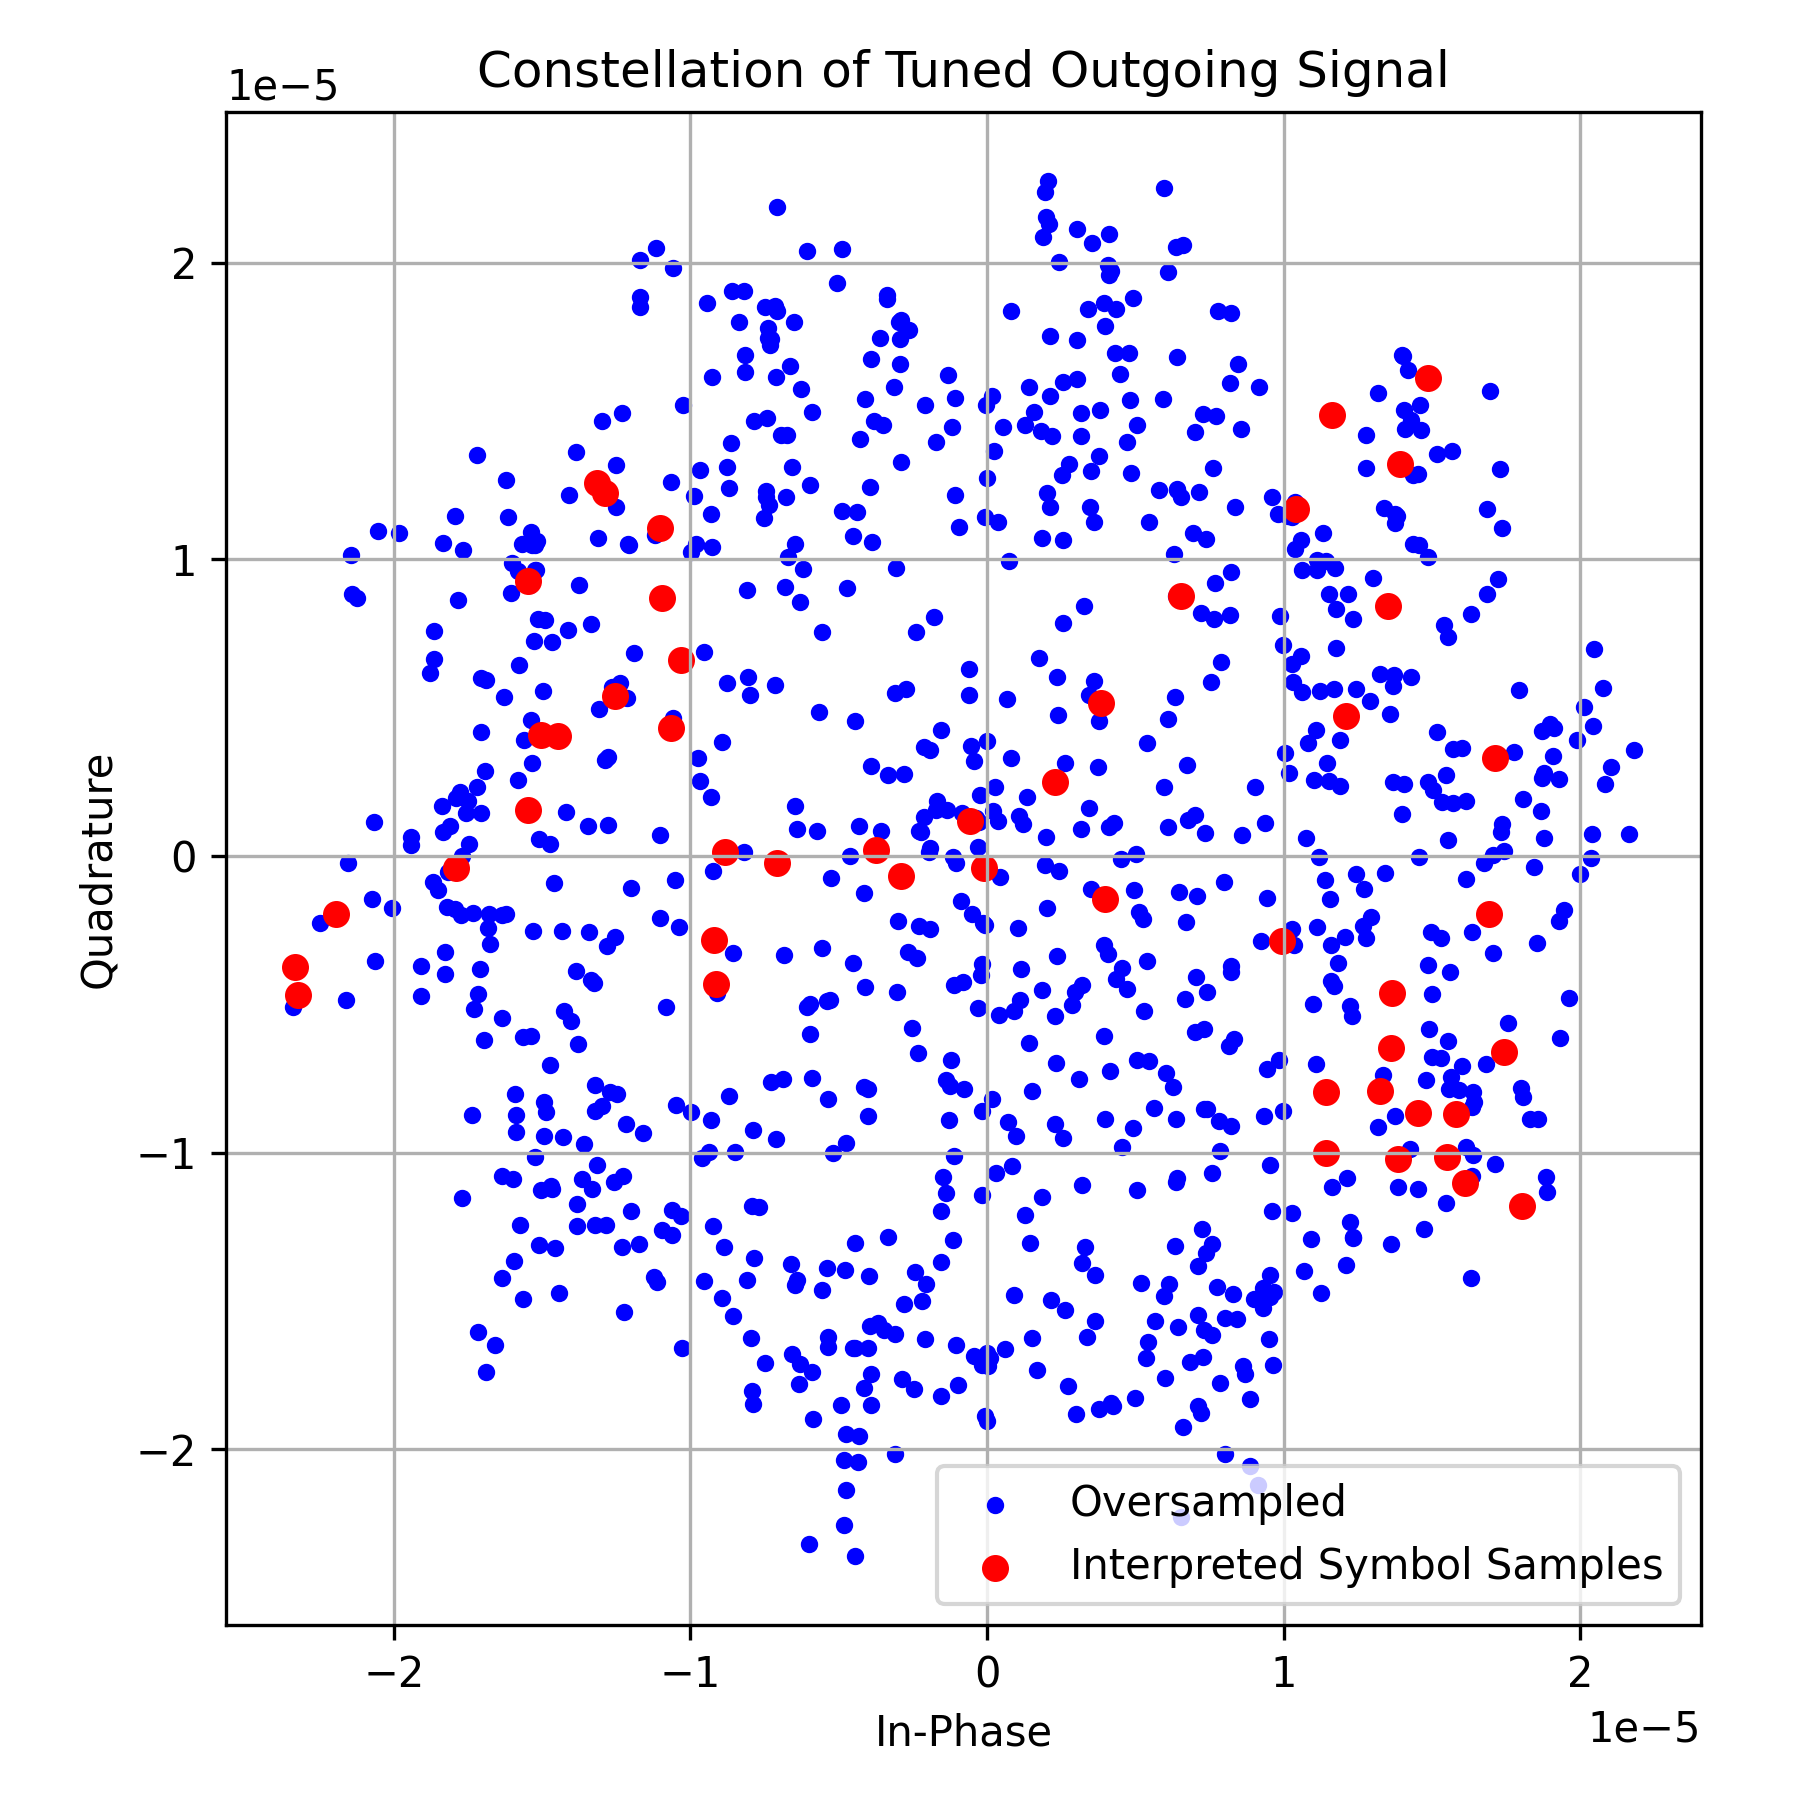 Constellation of Tuned Outgoing Signal
1e−5
2
1
0
−1
−2
Quadrature
−2
−1
0
1
2
In-Phase
1e−5
Oversampled
Interpreted Symbol Samples